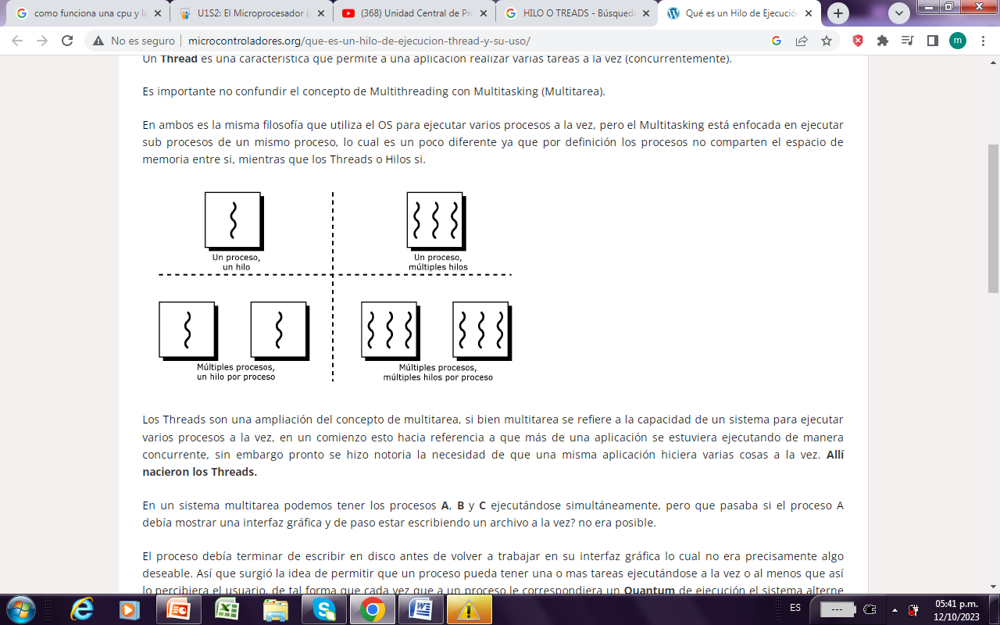 como funciona una cpu y la
U1S2: El Microprocesador (
(368) Unidad Central de Pro
HILO O TREADS - Búsqued
Qué es un Hilo de Ejecució
No es seguro
microcontroladores.org/que-es-un-hilo-de-ejecucion-thread-y-su-uso/
m
Un Thread es una característica que permite a una aplicación realizar varias tareas a la vez (concurrentemente).
Es importante no confundir el concepto de Multithreading con Multitasking (Multitarea).
En ambos es la misma filosofía que utiliza el OS para ejecutar varios procesos a la vez, pero el Multitasking está enfocada en ejecutar
sub procesos de un mismo proceso, lo cual es un poco diferente ya que por definición los procesos no comparten el espacio de
memoria entre si, mientras que los Threads o Hilos si.
Un proceso,
un hilo
Un proceso,
múltiples hilos
Múltiples procesos,
un hilo por proceso
Múltiples procesos,
múltiples hilos por proceso
Los Threads son una ampliación del concepto de multitarea, si bien multitarea se refiere a la capacidad de un sistema para ejecutar
varios procesos a la vez, en un comienzo esto hacia referencia a que más de una aplicación se estuviera ejecutando de manera
concurrente, sin embargo pronto se hizo notoria la necesidad de que una misma aplicación hiciera varias cosas a la vez. Allí
nacieron los Threads.
En un sistema multitarea podemos tener los procesos A, B y C ejecutándose simultáneamente, pero que pasaba si el proceso A
debía mostrar una interfaz gráfica y de paso estar escribiendo un archivo a la vez? no era posible.
El proceso debía terminar de escribir en disco antes de volver a trabajar en su interfaz gráfica lo cual no era precisamente algo
deseable. Así que surgió la idea de permitir que un proceso pueda tener una o mas tareas ejecutándose a la vez o al menos que así
lo percibiera el usuario, de tal forma que cada vez que a un proceso le correspondiera un Quantum de ejecución el sistema alterne
ES
---
05:41 p.m.
12/10/2023